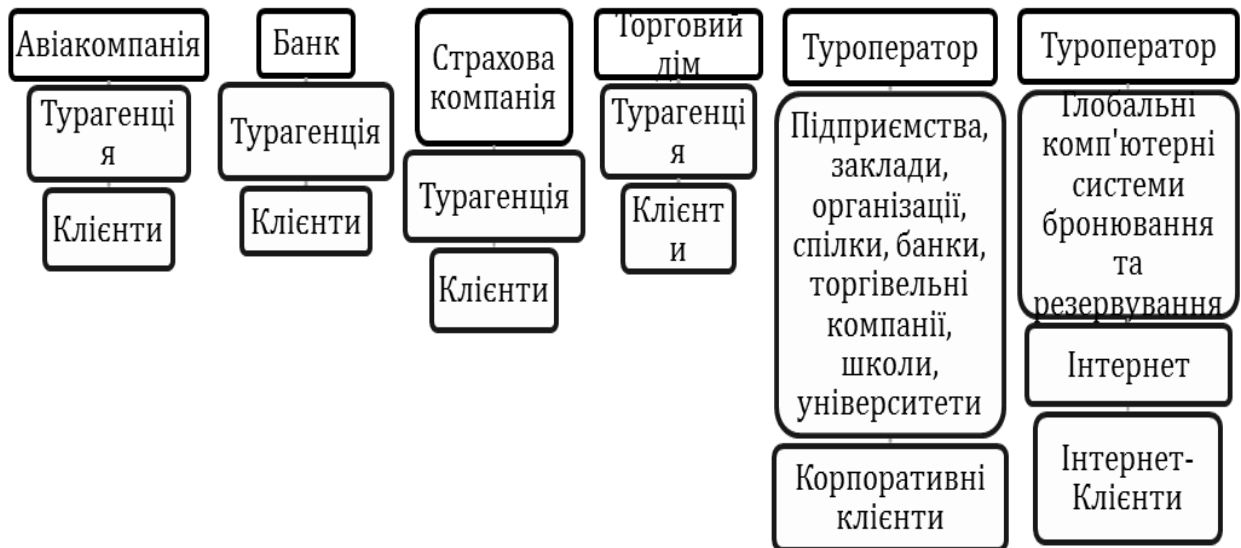 Авіакомпанія
Турагенці
я
Клієнти
Банк
Турагенція
Клієнти
Страхова
компанія
Турагенція
Клієнти
Торговий
дім
Турагенці
я
Клієнт
и
Туроператор
Підприємства,
заклади,
організації,
спілки, банки,
торгівельні
компанії,
школи,
університети
Корпоративні
клієнти
Туроператор
Глобальні
комп'ютерні
системи
бронювання
та
резервування
Інтернет
Інтернет-
Клієнти